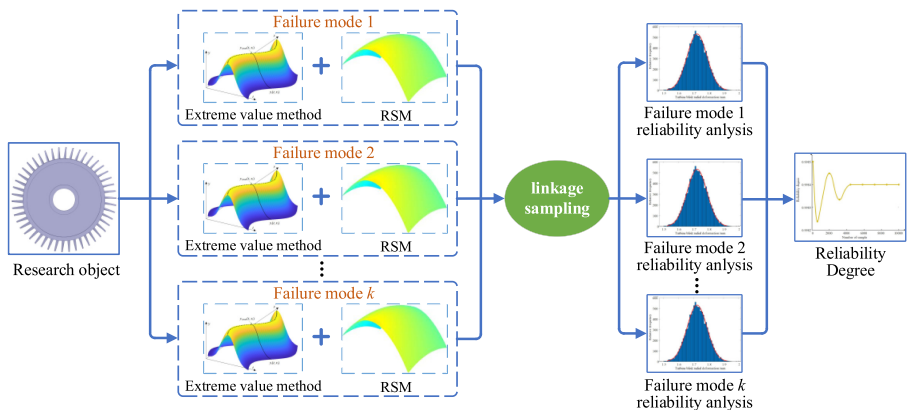 Failure mode 1
Extreme value method
RSM
Failure mode 2
Extreme value method
RSM
Failure mode k
Extreme value method
RSM
Research object
linkage
sampling
Failure mode 1
reliability anlysis
Failure mode 2
reliability anlysis
Failure mode k
reliability anlysis
Reliability
Degree